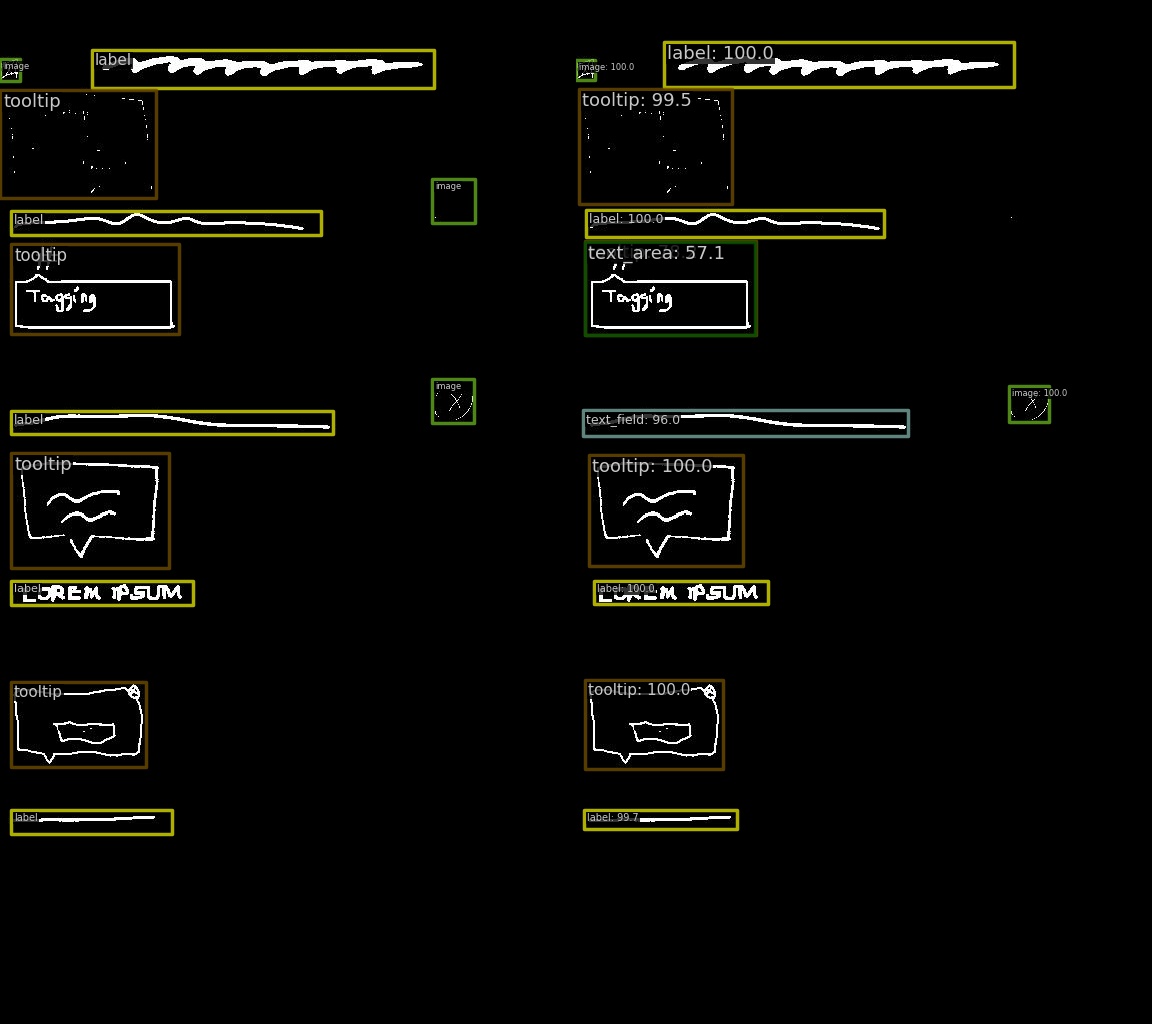 image
label
image: 100.0
label: 100.0
tooltip
tooltip: 99.5
image
label
label: 100.0
tooltip
text_area: 57.1
Tagging
Tagging
image
image: 100.0
label
text_field: 96.0
tooltip
tooltip: 100.0
label
LOREM IPSUM
label: 100.0
LOREM IPSUM
tooltip
tooltip: 100.0
label
label: 99.7